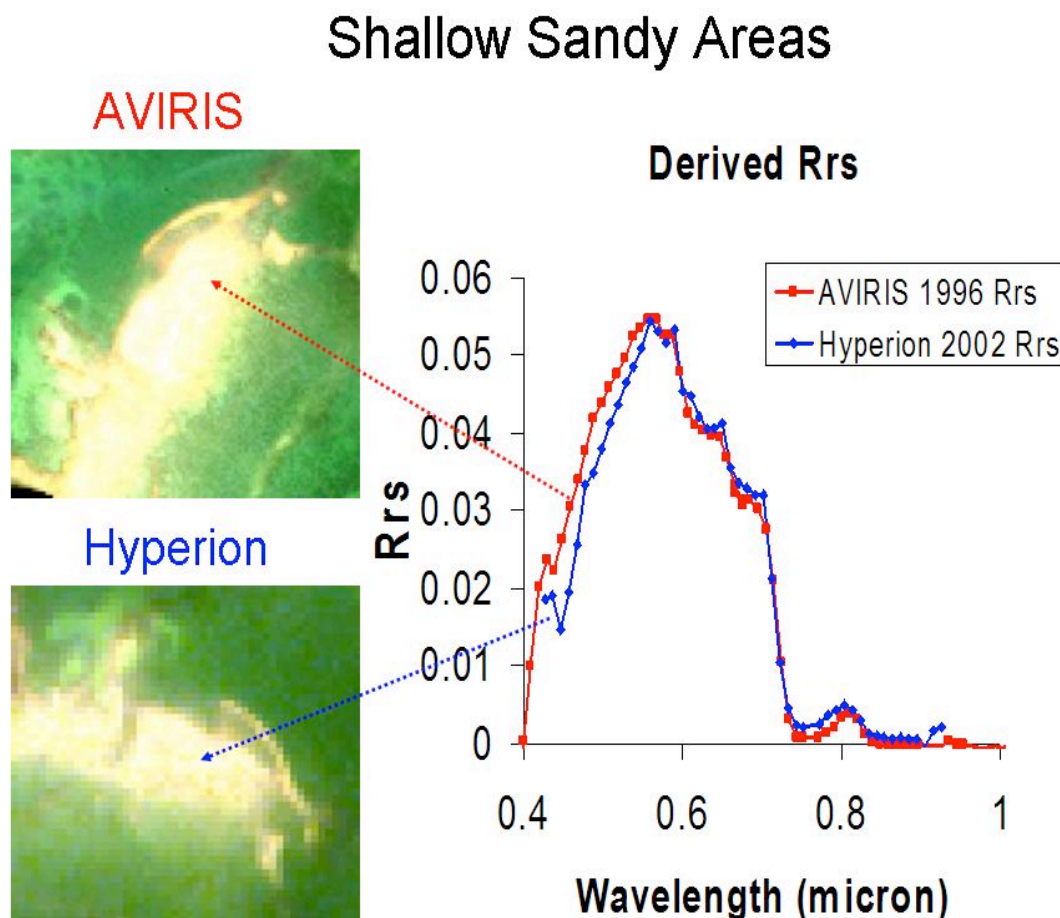 Shallow Sandy Areas
AVIRIS
Hyperion
Derived Rrs
AVIRIS 1996 Rrs
Hyperion 2002 Rrs
Rrs
0.06
0.05
0.04
0.03
0.02
0.01
0
0.4 0.6 0.8 1
Wavelength (micron)